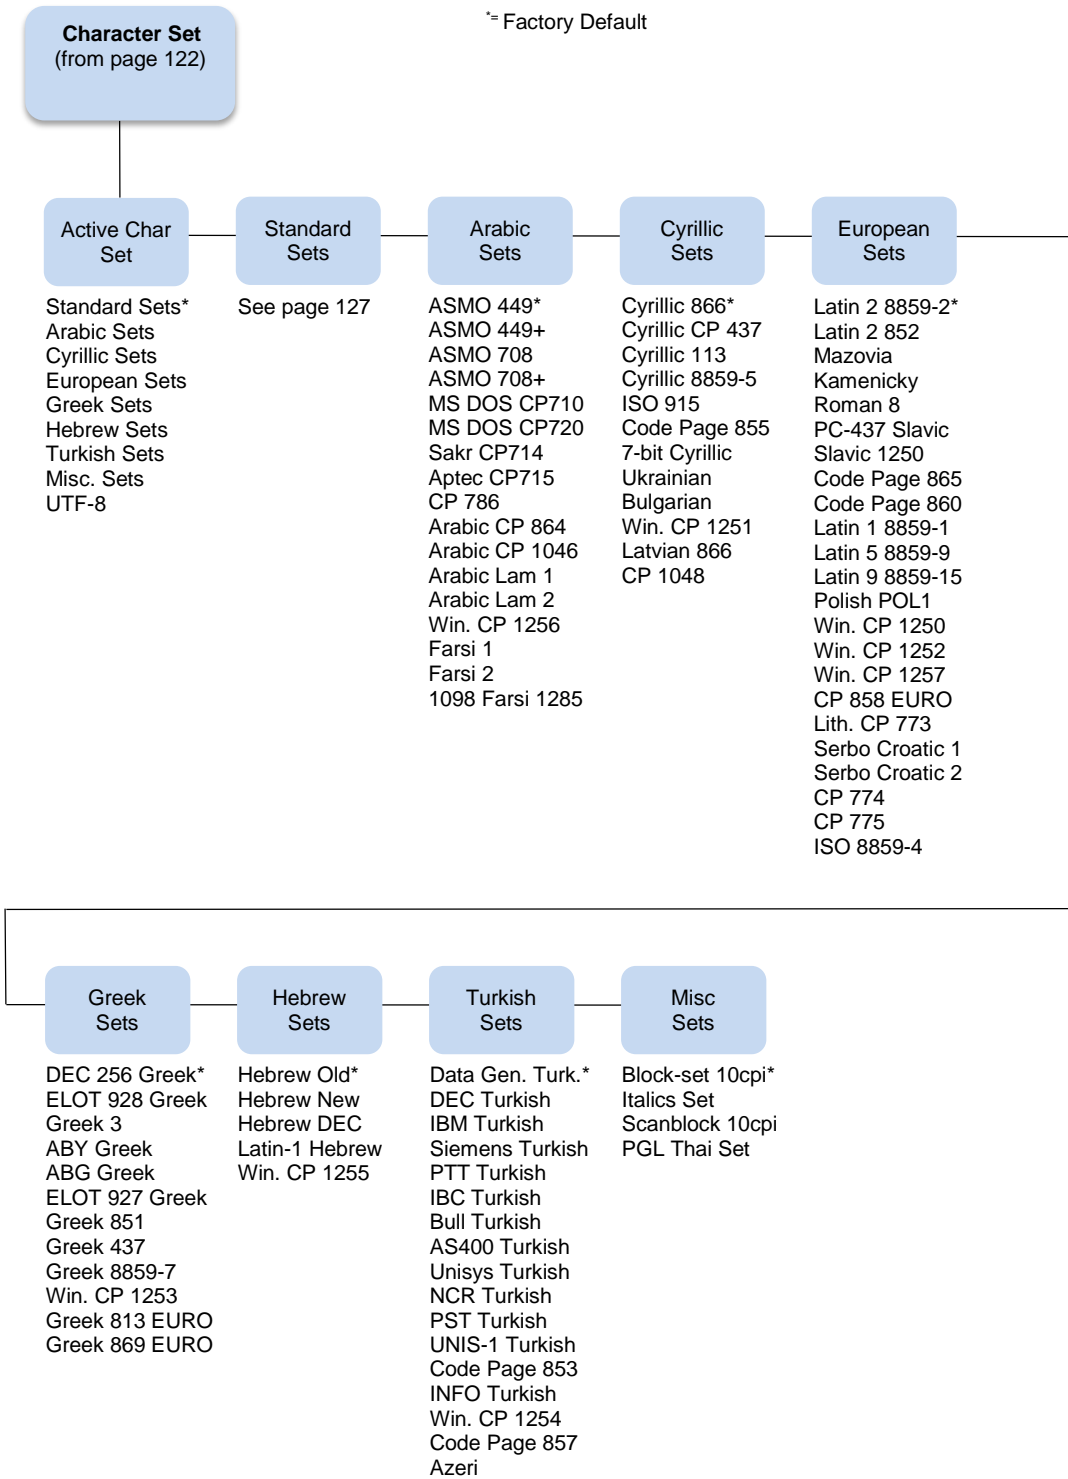 Character Set
(from page 122)
*= Factory Default
Active Char
Set
Standard Sets*
Arabic Sets
Cyrillic Sets
European Sets
Greek Sets
Hebrew Sets
Turkish Sets
Misc. Sets
UTF-8
Standard
Sets
See page 127
Arabic
Sets
ASMO 449*
ASMO 449+
ASMO 708
ASMO 708+
MS DOS CP710
MS DOS CP720
Sakr CP714
Aptec CP715
CP 786
Arabic CP 864
Arabic CP 1046
Arabic Lam 1
Arabic Lam 2
Win. CP 1256
Farsi 1
Farsi 2
1098 Farsi 1285
Cyrillic
Sets
Cyrillic 866*
Cyrillic CP 437
Cyrillic 113
Cyrillic 8859-5
ISO 915
Code Page 855
7-bit Cyrillic
Ukrainian
Bulgarian
Win. CP 1251
Latvian 866
CP 1048
European
Sets
Latin 2 8859-2*
Latin 2 852
Mazovia
Kamenicky
Roman 8
PC-437 Slavic
Slavic 1250
Code Page 865
Code Page 860
Latin 1 8859-1
Latin 5 8859-9
Latin 9 8859-15
Polish POL1
Win. CP 1250
Win. CP 1252
Win. CP 1257
CP 858 EURO
Lith. CP 773
Serbo Croatic 1
Serbo Croatic 2
CP 774
CP 775
ISO 8859-4
Greek
Sets
DEC 256 Greek*
ELOT 928 Greek
Greek 3
ABY Greek
ABG Greek
ELOT 927 Greek
Greek 851
Greek 437
Greek 8859-7
Win. CP 1253
Greek 813 EURO
Greek 869 EURO
Hebrew
Sets
Hebrew Old*
Hebrew New
Hebrew DEC
Latin-1 Hebrew
Win. CP 1255
Turkish
Sets
Data Gen. Turk.*
DEC Turkish
IBM Turkish
Siemens Turkish
PTT Turkish
IBC Turkish
Bull Turkish
AS400 Turkish
Unisys Turkish
NCR Turkish
PST Turkish
UNIS-1 Turkish
Code Page 853
INFO Turkish
Win. CP 1254
Code Page 857
Azeri
Misc
Sets
Block-set 10cpi*
Italics Set
Scanblock 10cpi
PGL Thai Set